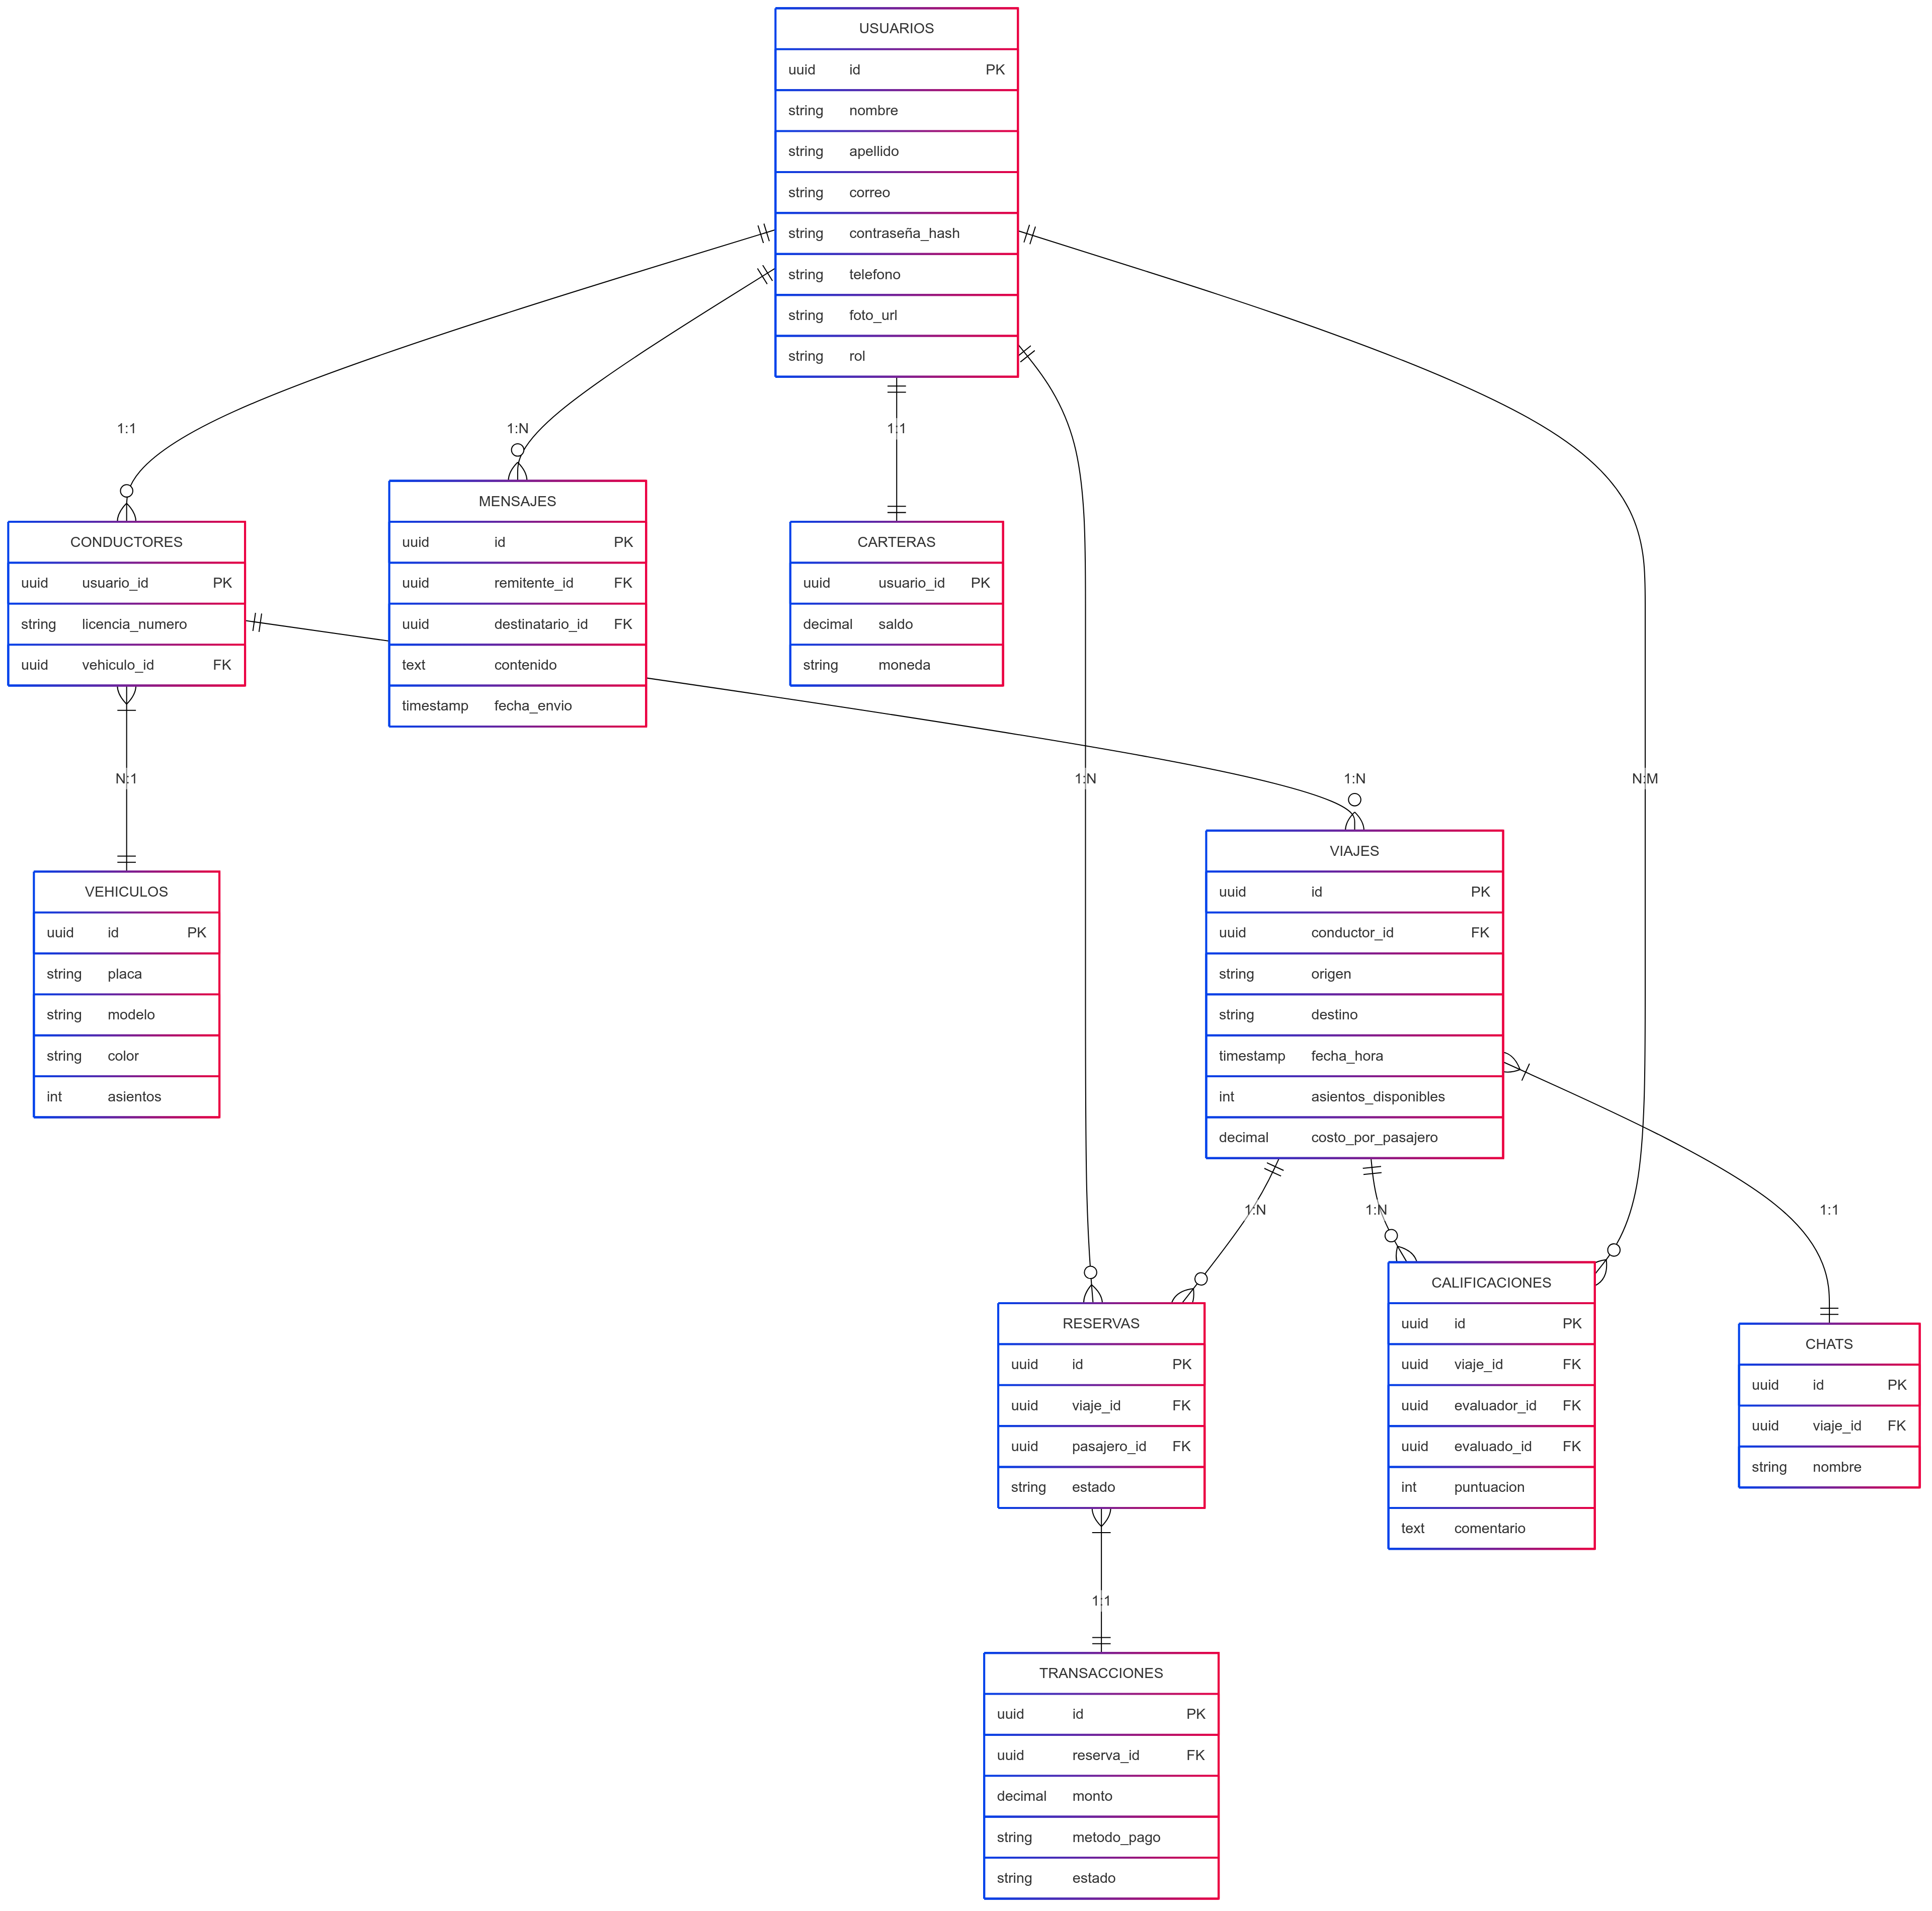 USUARIOS
uuid id PK
string nombre
string apellido
string correo
string contraseña_hash
string telefono
string foto_url
string rol
1:1
1:N
1:1
CONDUCTORES
uuid usuario_id PK
string licencia_numero
uuid vehiculo_id FK
MENSAJES
uuid id PK
uuid remitente_id FK
uuid destinatario_id FK
text contenido
timestamp fecha_envio
CARTERAS
uuid usuario_id PK
decimal saldo
string moneda
N:1
1:N
1:N
N:M
VEHICULOS
uuid id PK
string placa
string modelo
string color
int asientos
VIAJES
uuid id PK
uuid conductor_id FK
string origen
string destino
timestamp fecha_hora
int asientos_disponibles
decimal costo_por_pasajero
1:N
1:N
1:1
RESERVAS
uuid id PK
uuid viaje_id FK
uuid pasajero_id FK
string estado
CALIFICACIONES
uuid id PK
uuid viaje_id FK
uuid evaluador_id FK
uuid evaluado_id FK
int puntuacion
text comentario
CHATS
uuid id PK
uuid viaje_id FK
string nombre
1:1
TRANSACCIONES
uuid id PK
uuid reserva_id FK
decimal monto
string metodo_pago
string estado